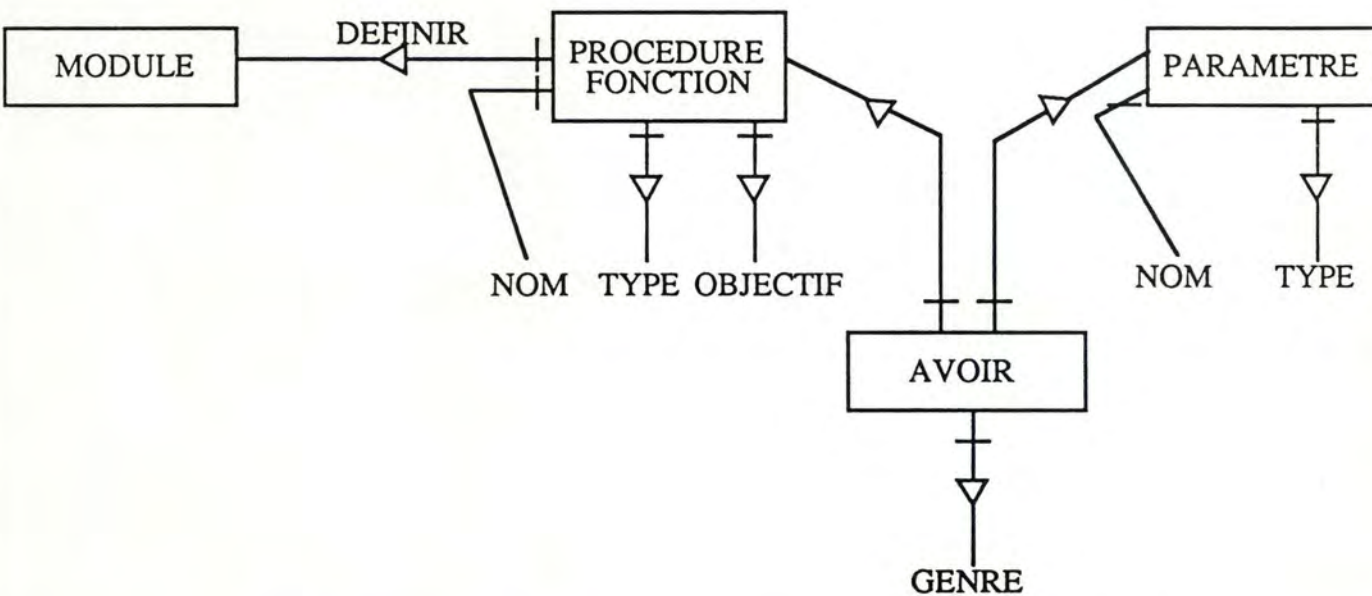 DEFINIR
MODULE
PROCEDURE
FONCTION
PARAMETRE
NOM TYPE OBJECTIF
NOM TYPE
AVOIR
GENRE